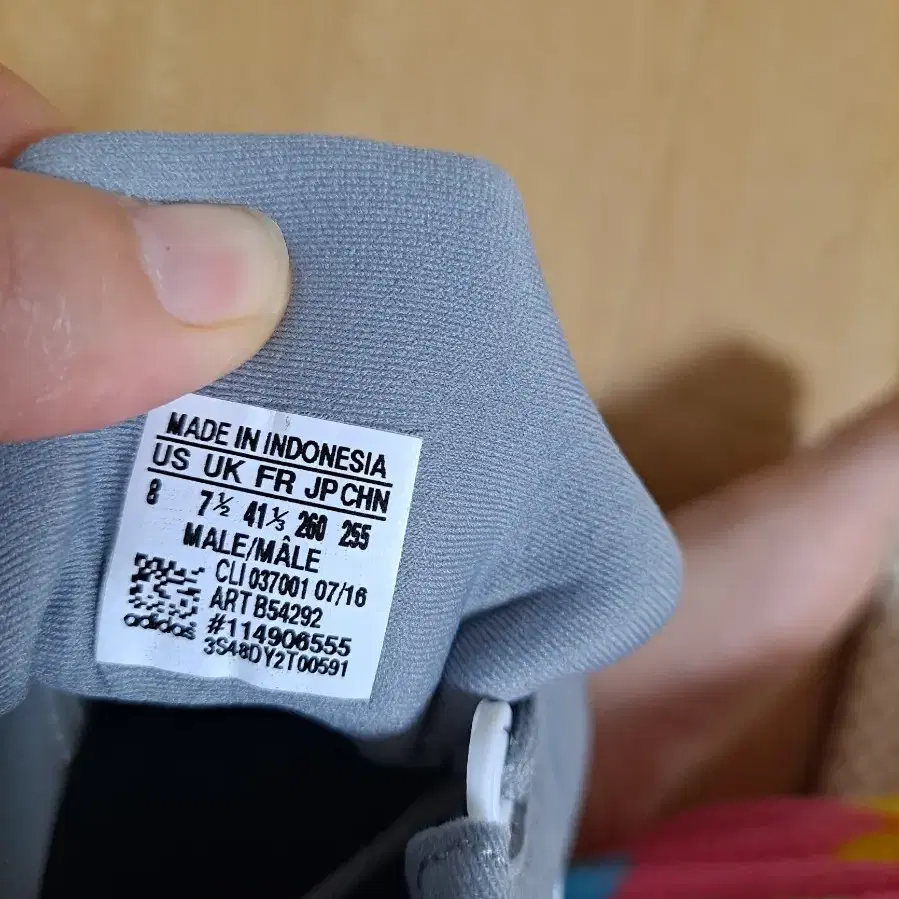 MADE IN INDONESIA
US UK FR JP CHN
8 7½ 41⅓ 260 255
MALE/MÂLE
CLI 037001 07/16
ART B54292
adidas #114906555
3S48DY2T00591